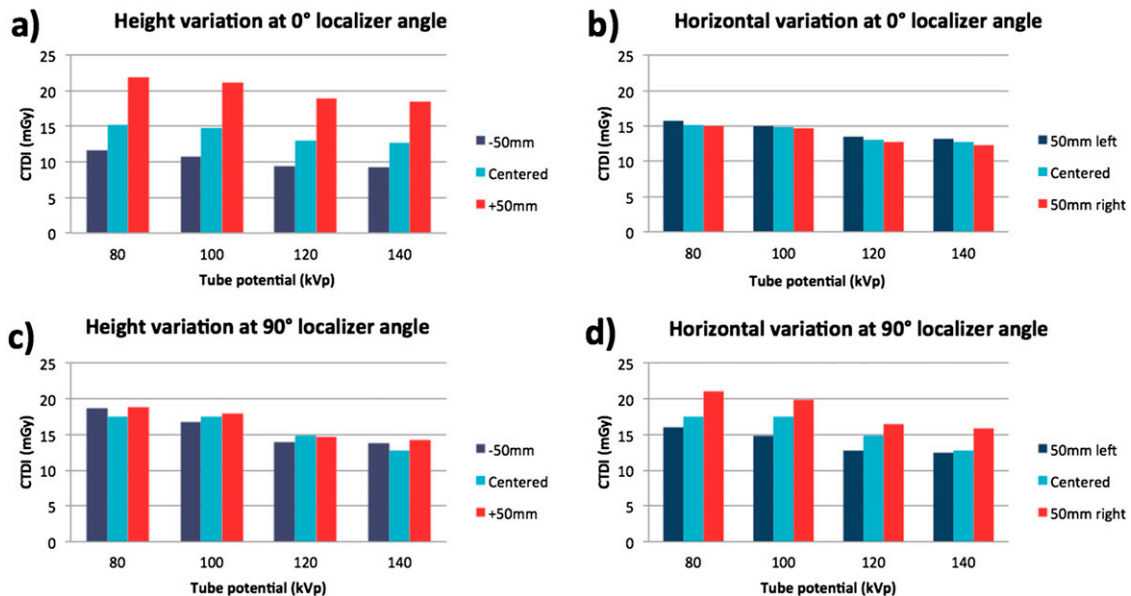 a)
Height variation at 0° localizer angle
25
20
15
10
5
0
CTDI (mGy)
80 100 120 140
Tube potential (kVp)
-50mm
Centered
+50mm
b)
Horizontal variation at 0° localizer angle
25
20
15
10
5
0
CTDI (mGy)
80 100 120 140
Tube potential (kVp)
50mm left
Centered
50mm right
c)
Height variation at 90° localizer angle
25
20
15
10
5
0
CTDI (mGy)
80 100 120 140
Tube potential (kVp)
-50mm
Centered
+50mm
d)
Horizontal variation at 90° localizer angle
25
20
15
10
5
0
CTDI (mGy)
80 100 120 140
Tube potential (kVp)
50mm left
Centered
50mm right